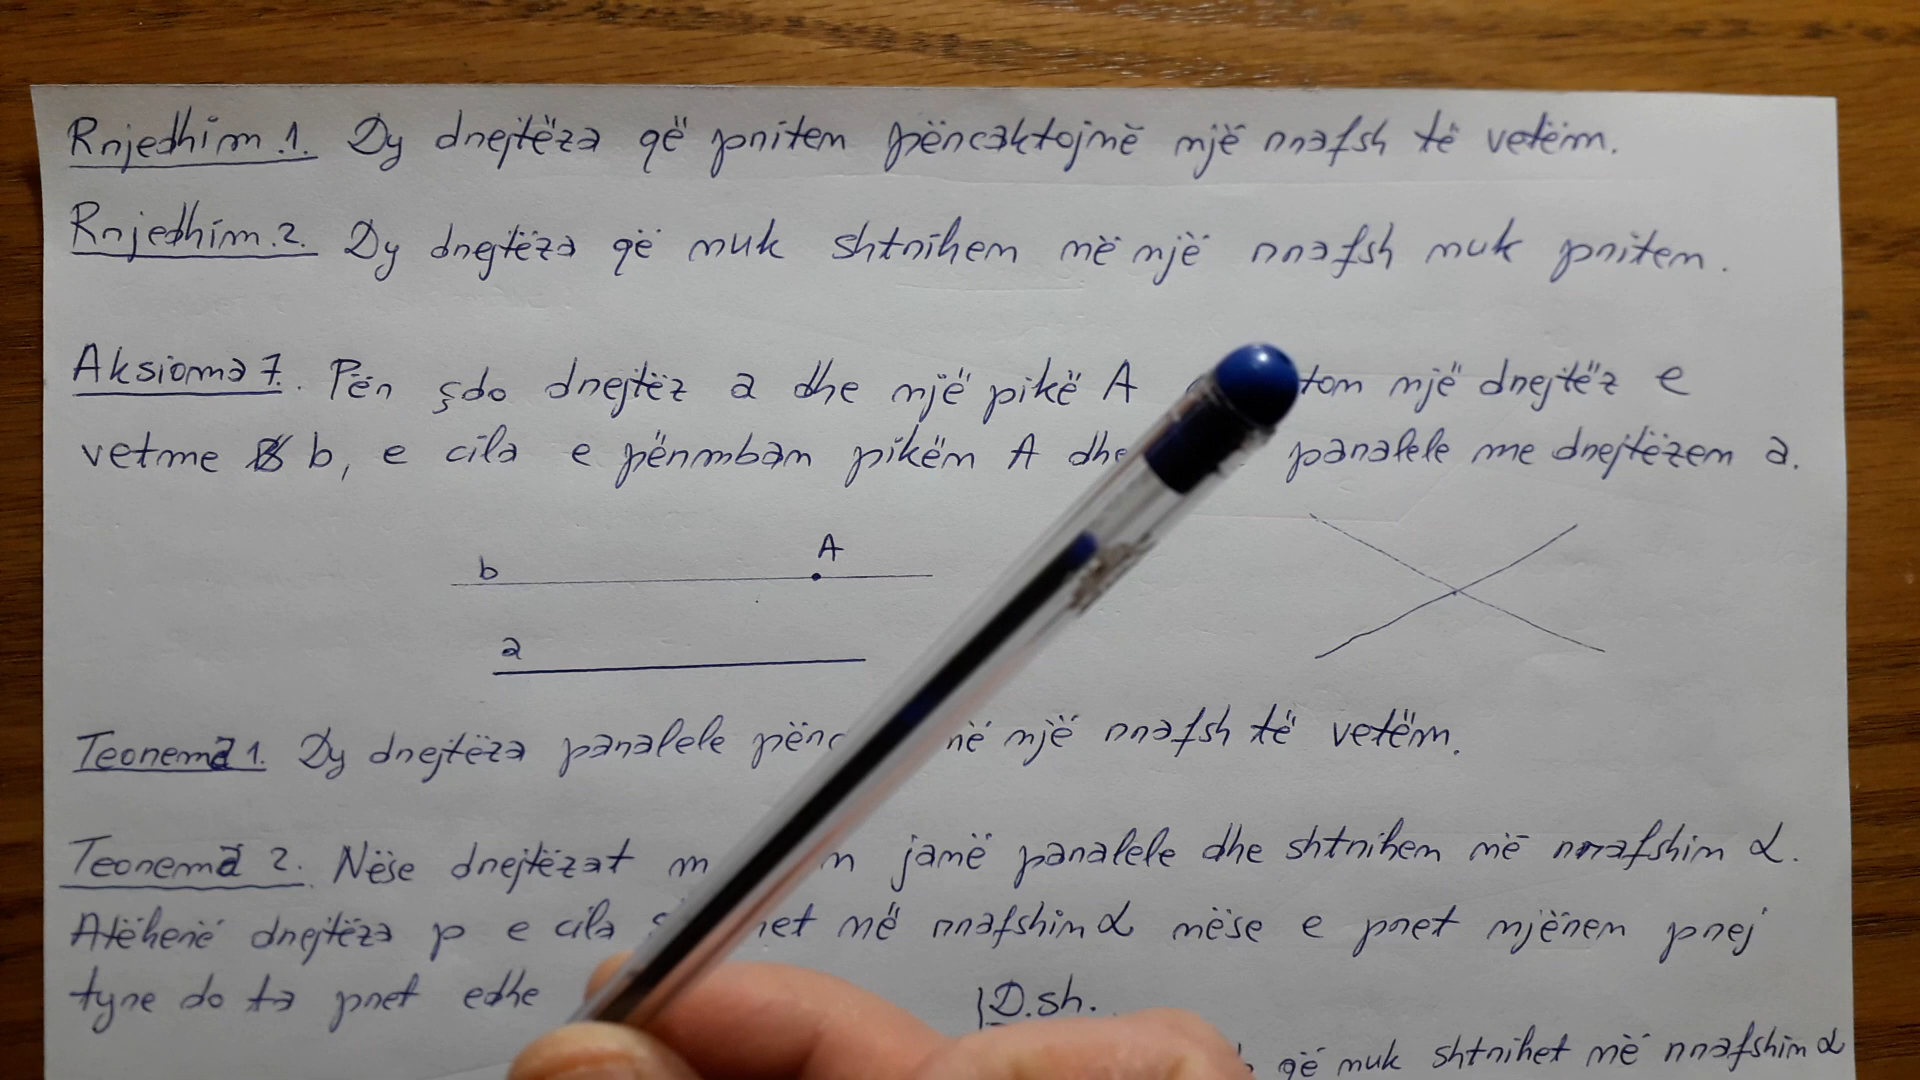 Rrjedhim.1. Dy drejtëza që priten përcaktojnë një rrafsh të vetëm.
Rrjedhim.2. Dy drejtëza që nuk shtrihen në një rrafsh nuk priten.
Aksioma 7. Për çdo drejtëz a dhe një pikë A një drejtëz e
vetme b, e cila e përmban pikën A dhe paralele me drejtëzen a.
b A
a
Teorema 1. Dy drejtëza paralele një rrafsh të vetëm.
Teorema 2. Nëse drejtëzat m n janë paralele dhe shtrihen në rrafshin α.
Atëherë drejtëza p e cila në rrafshin α nëse e pret njëren prej
tyne do ta pret edhe
D.sh.
që nuk shtrihet në rrafshin α